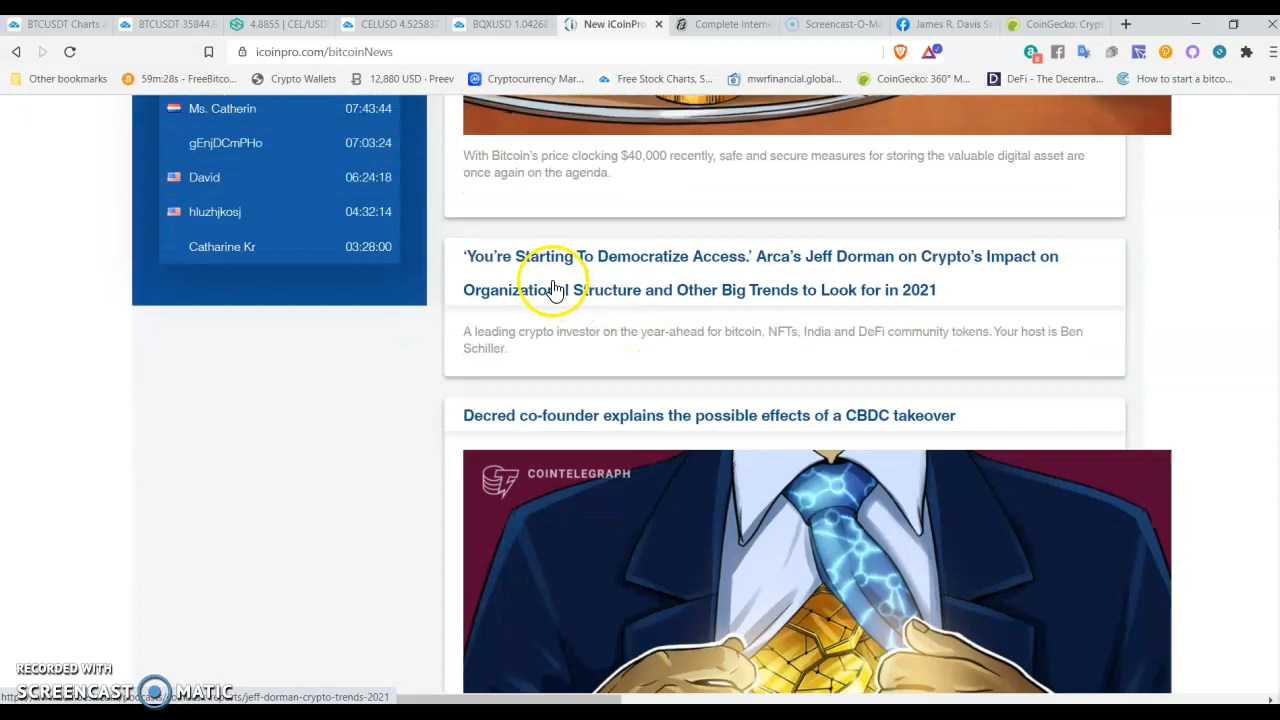 BTCUSDT Charts a
BTCUSDT 35844.8
4.8855 | CEL/USD
CELUSD 4.525837
BQXUSD 1.042681
New iCoinPro
Complete Intern
Screencast-O-Ma
James R. Davis Sr
CoinGecko: Crypt
icoinpro.com/bitcoinNews
Other bookmarks
59m:28s - FreeBitco...
Crypto Wallets
12,880 USD - Preev
Cryptocurrency Mar...
Free Stock Charts, S...
mwrfinancial.global...
CoinGecko: 360° M...
DeFi - The Decentra...
How to start a bitco...
Ms. Catherin 07:43:44
gEnjDCmPHo 07:03:24
David 06:24:18
hluzhjkosj 04:32:14
Catharine Kr 03:28:00
With Bitcoin's price clocking $40,000 recently, safe and secure measures for storing the valuable digital asset are
once again on the agenda.
‘You’re Starting To Democratize Access.’ Arca’s Jeff Dorman on Crypto’s Impact on
Organizational Structure and Other Big Trends to Look for in 2021
A leading crypto investor on the year-ahead for bitcoin, NFTs, India and DeFi community tokens. Your host is Ben
Schiller.
Decred co-founder explains the possible effects of a CBDC takeover
COINTELEGRAPH
RECORDED WITH
SCREENCAST MATIC
jeff-dorman-crypto-trends-2021